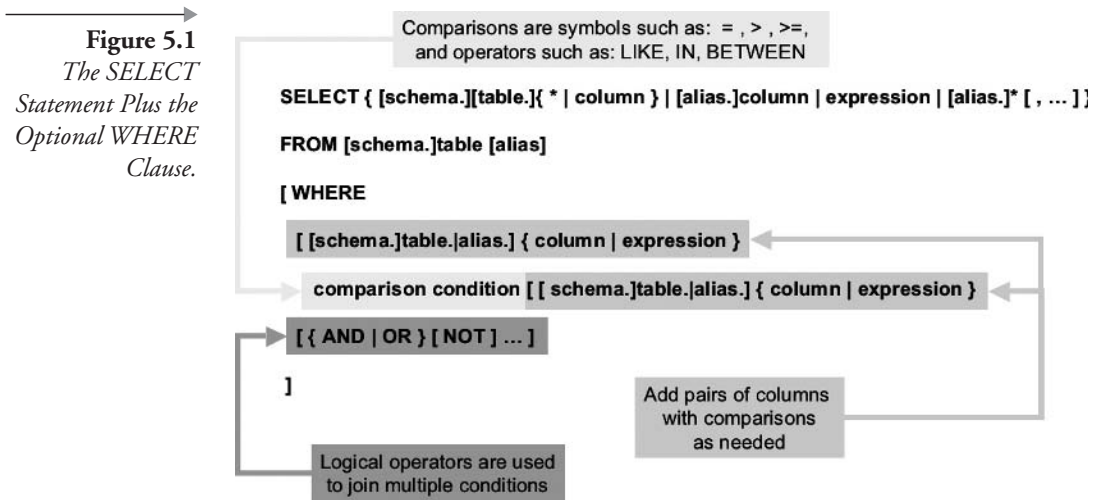 Figure 5.1
The SELECT
Statement Plus the
Optional WHERE
Clause.
Comparisons are symbols such as: = , > , >=,
and operators such as: LIKE, IN, BETWEEN
SELECT { [schema.][table.]{ * | column } | [alias.]column | expression | [alias.]* [ , … ] }
FROM [schema.]table [alias]
[ WHERE
[ [schema.]table.|alias.] { column | expression }
comparison condition [ [ schema.]table.|alias.] { column | expression }
[ { AND | OR } [ NOT ] … ]
]
Add pairs of columns
with comparisons
as needed
Logical operators are used
to join multiple conditions